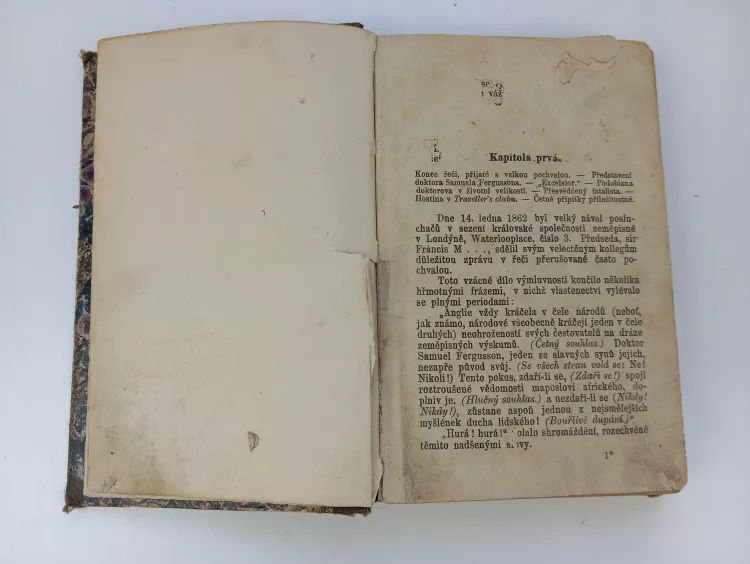 se
váž
Kapitola prvá.
Konec řeči, přijaté s velkou pochvalou. — Představení
doktora Samuela Fergussona. — „Excelsior.“ — Podobizna
doktorova v životní velikosti. — Přesvědčený fatalista. —
Hostina v Traveller's clubu. — Četné přípitky příležitostné.
Dne 14. ledna 1862 byl velký nával poslu-
chačů v sezení královské společnosti zeměpisné
v Londýně, Waterlooplace, číslo 3. Předseda, sir
Francis M . . . ., sdělil svým velectěným kollegům
důležitou zprávu v řeči přerušované často po-
chvalou.
Toto vzácné dílo výmluvnosti končilo několika
hřmotnými frázemi, v nichž vlastenectví vylévalo
se plnými periodami:
„Anglie vždy kráčela v čele národů (neboť,
jak známo, národové všeobecně kráčejí jeden v čele
druhých) neohrožeností svých čestovatelů na dráze
zeměpisných výskumů. (Četný souhlas.) Doktor
Samuel Fergusson, jeden ze slavných synů jejich,
nezapře původ svůj. (Se všech stran volá se: Ne!
Nikoli!) Tento pokus, zdaří-li se, (Zdaří se!) spojí
roztroušené vědomosti maposloví afrického, do-
plniv je, (Hlučný souhlas.) a nezdaří-li se (Nikdy!
Nikdy!), zůstane aspoň jednou z nejsmělejších
myšlének ducha lidského! (Bouřlivé dupání.)“
„Hurá! hurá!“ olalo shromáždění, rozechvěné
těmito nadšenými
1*